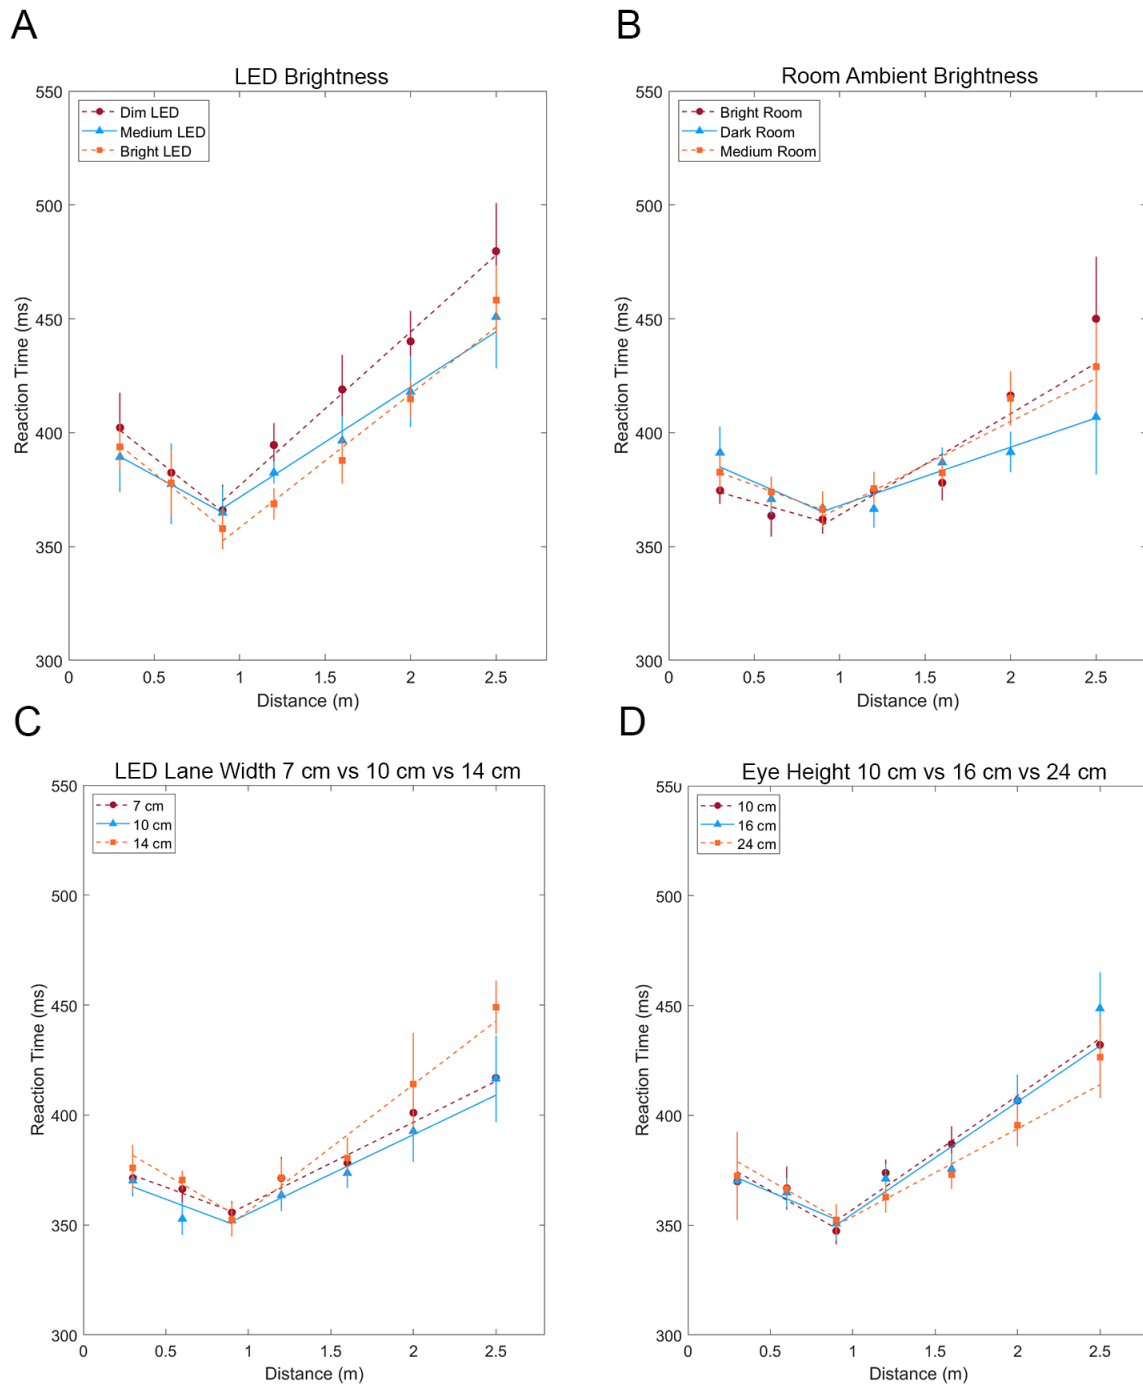 A
LED Brightness
550
500
450
400
350
300
Reaction Time (ms)
Dim LED
Medium LED
Bright LED
0
0.5
1
1.5
2
2.5
Distance (m)
B
Room Ambient Brightness
550
500
450
400
350
300
Reaction Time (ms)
Bright Room
Dark Room
Medium Room
0
0.5
1
1.5
2
2.5
Distance (m)
C
LED Lane Width 7 cm vs 10 cm vs 14 cm
550
500
450
400
350
300
Reaction Time (ms)
7 cm
10 cm
14 cm
0
0.5
1
1.5
2
2.5
Distance (m)
D
Eye Height 10 cm vs 16 cm vs 24 cm
550
500
450
400
350
300
Reaction Time (ms)
10 cm
16 cm
24 cm
0
0.5
1
1.5
2
2.5
Distance (m)